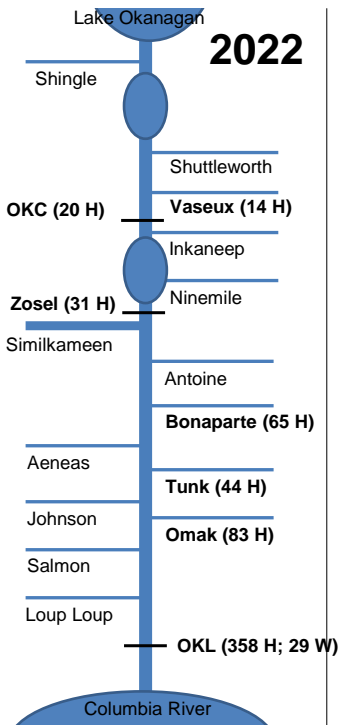 Lake Okanagan
2022
Shingle
Shuttleworth
OKC (20 H)
Vaseux (14 H)
Inkaneep
Zosel (31 H)
Ninemile
Similkameen
Antoine
Bonaparte (65 H)
Aeneas
Tunk (44 H)
Johnson
Omak (83 H)
Salmon
Loup Loup
OKL (358 H; 29 W)
Columbia River